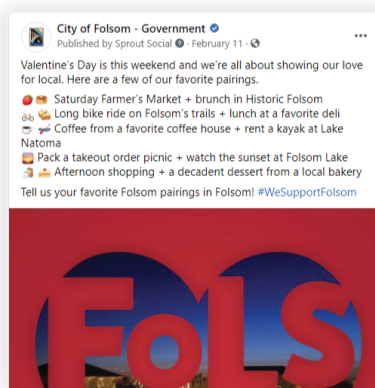 City of Folsom - Government
Published by Sprout Social · February 11 ·
Valentine's Day is this weekend and we're all about showing our love
for local. Here are a few of our favorite pairings.
Saturday Farmer's Market + brunch in Historic Folsom
Long bike ride on Folsom's trails + lunch at a favorite deli
Coffee from a favorite coffee house + rent a kayak at Lake
Natoma
Pack a takeout order picnic + watch the sunset at Folsom Lake
Afternoon shopping + a decadent dessert from a local bakery
Tell us your favorite Folsom pairings in Folsom! #WeSupportFolsom
FoLS